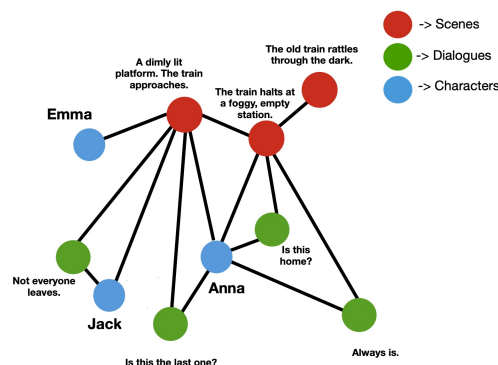 -> Scenes
-> Dialogues
-> Characters
The old train rattles
through the dark.
A dimly lit
platform. The train
approaches.
The train halts at
a foggy, empty
station.
Emma
Is this
home?
Not everyone
leaves.
Anna
Jack
Always is.
Is this the last one?